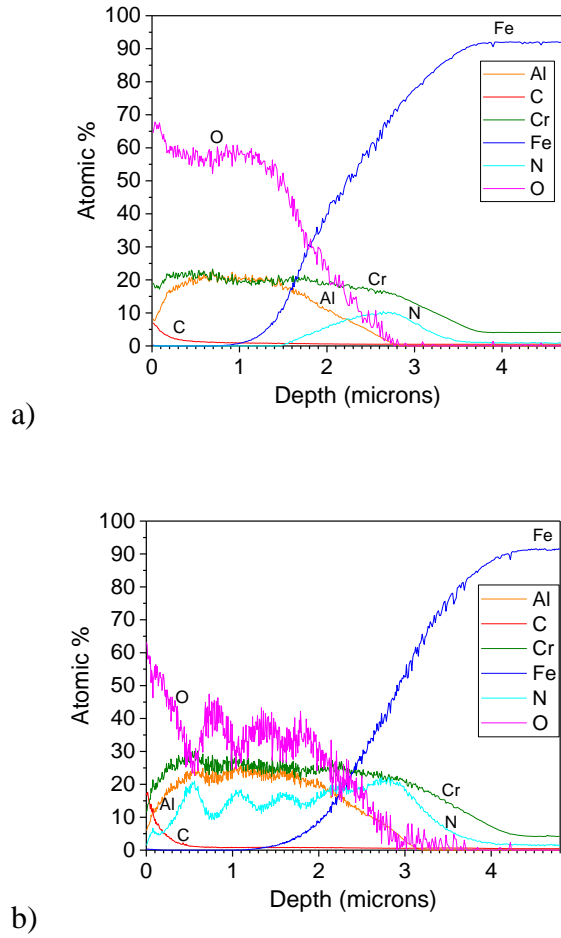 100
90
80
70
60
50
40
30
20
10
0
Atomic %
0 1 2 3 4
Depth (microns)
Fe
O
Cr
Al
N
C
Al
C
Cr
Fe
N
O
a)
100
90
80
70
60
50
40
30
20
10
0
Atomic %
0 1 2 3 4
Depth (microns)
Fe
O
Al
C
Cr
N
Al
C
Cr
Fe
N
O
b)